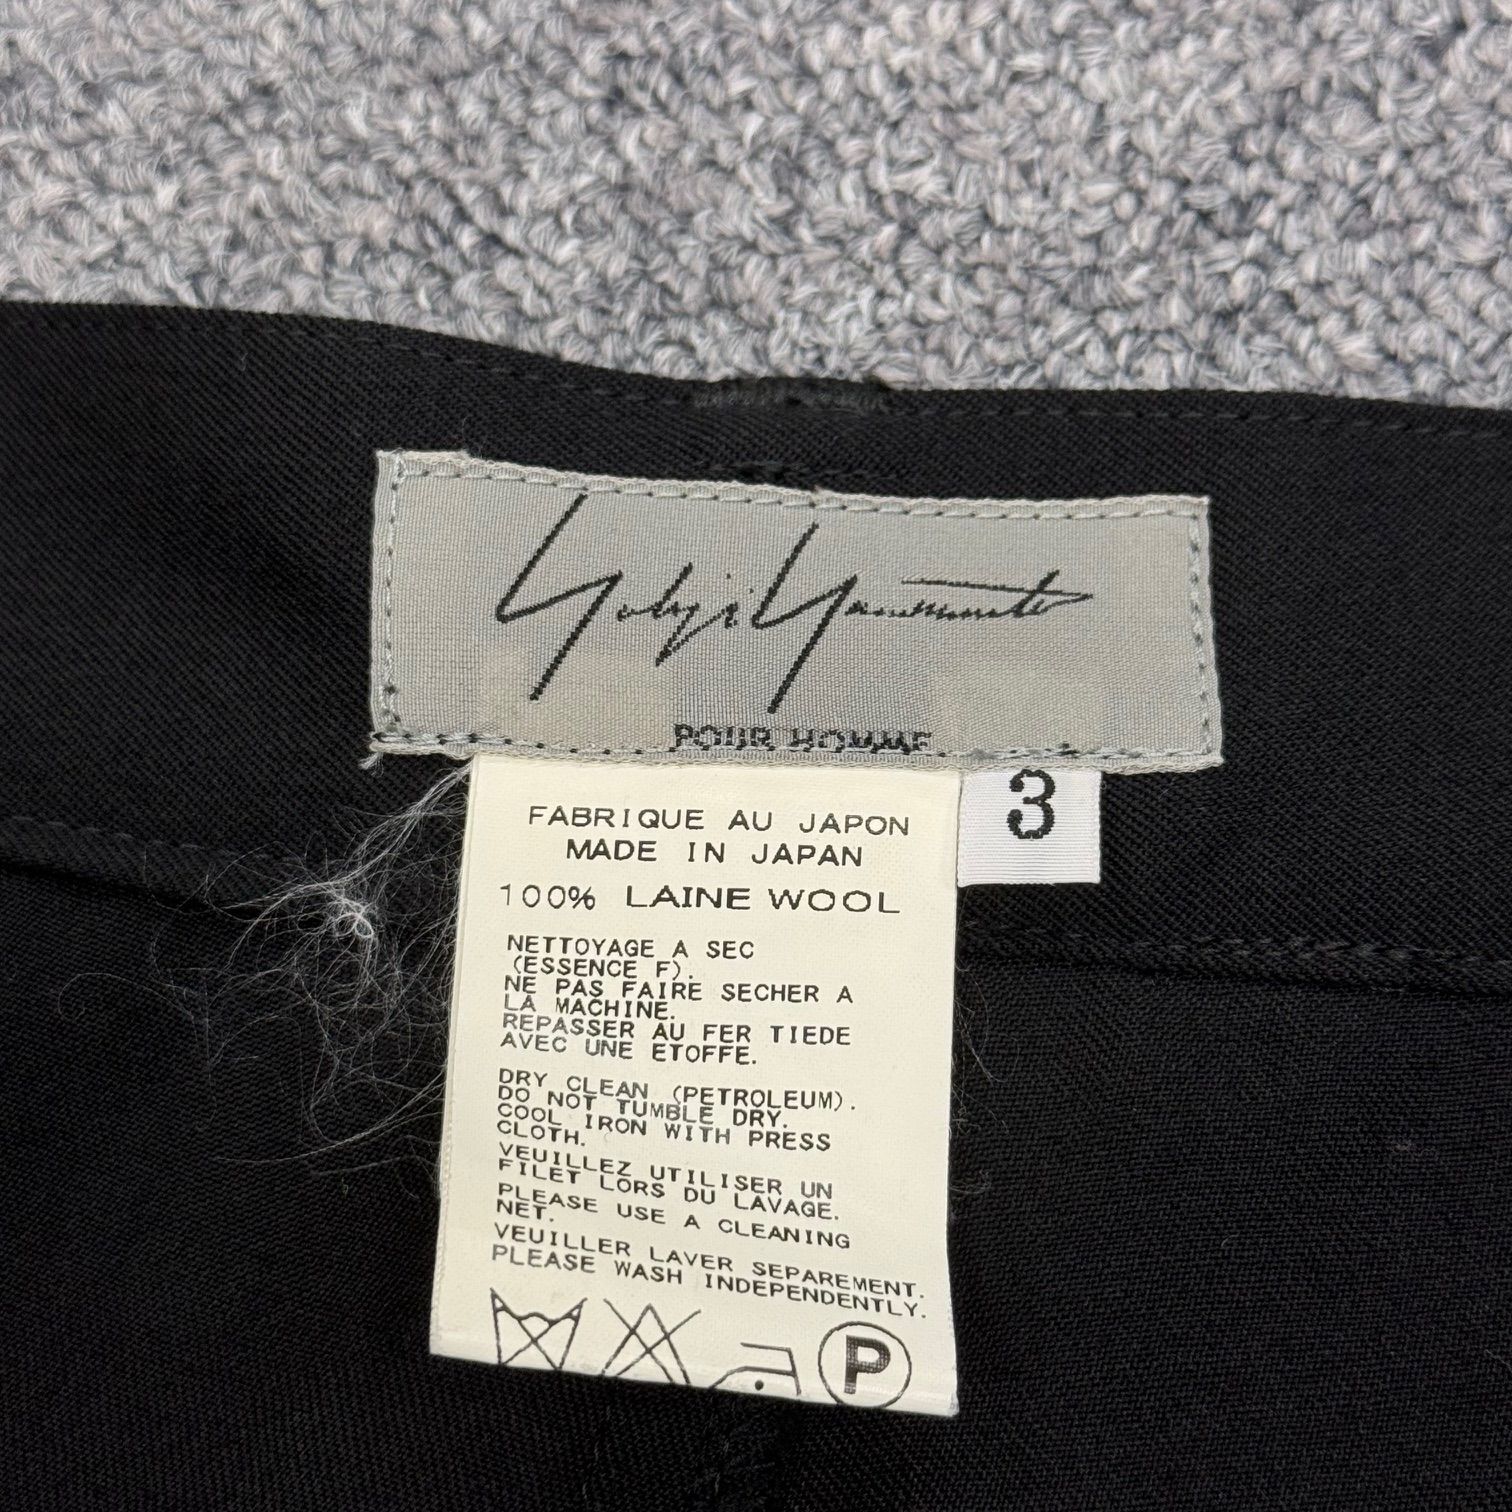 Yohji Yamamoto
POUR HOMME
3
FABRIQUE AU JAPON
MADE IN JAPAN
100% LAINE WOOL
NETTOYAGE A SEC
(ESSENCE F).
NE PAS FAIRE SECHER A
LA MACHINE.
REPASSER AU FER TIEDE
AVEC UNE ETOFFE.
DRY CLEAN (PETROLEUM).
DO NOT TUMBLE DRY.
COOL IRON WITH PRESS
CLOTH.
VEUILLEZ UTILISER UN
FILET LORS DU LAVAGE.
PLEASE USE A CLEANING
NET.
VEUILLER LAVER SEPAREMENT.
PLEASE WASH INDEPENDENTLY.
P